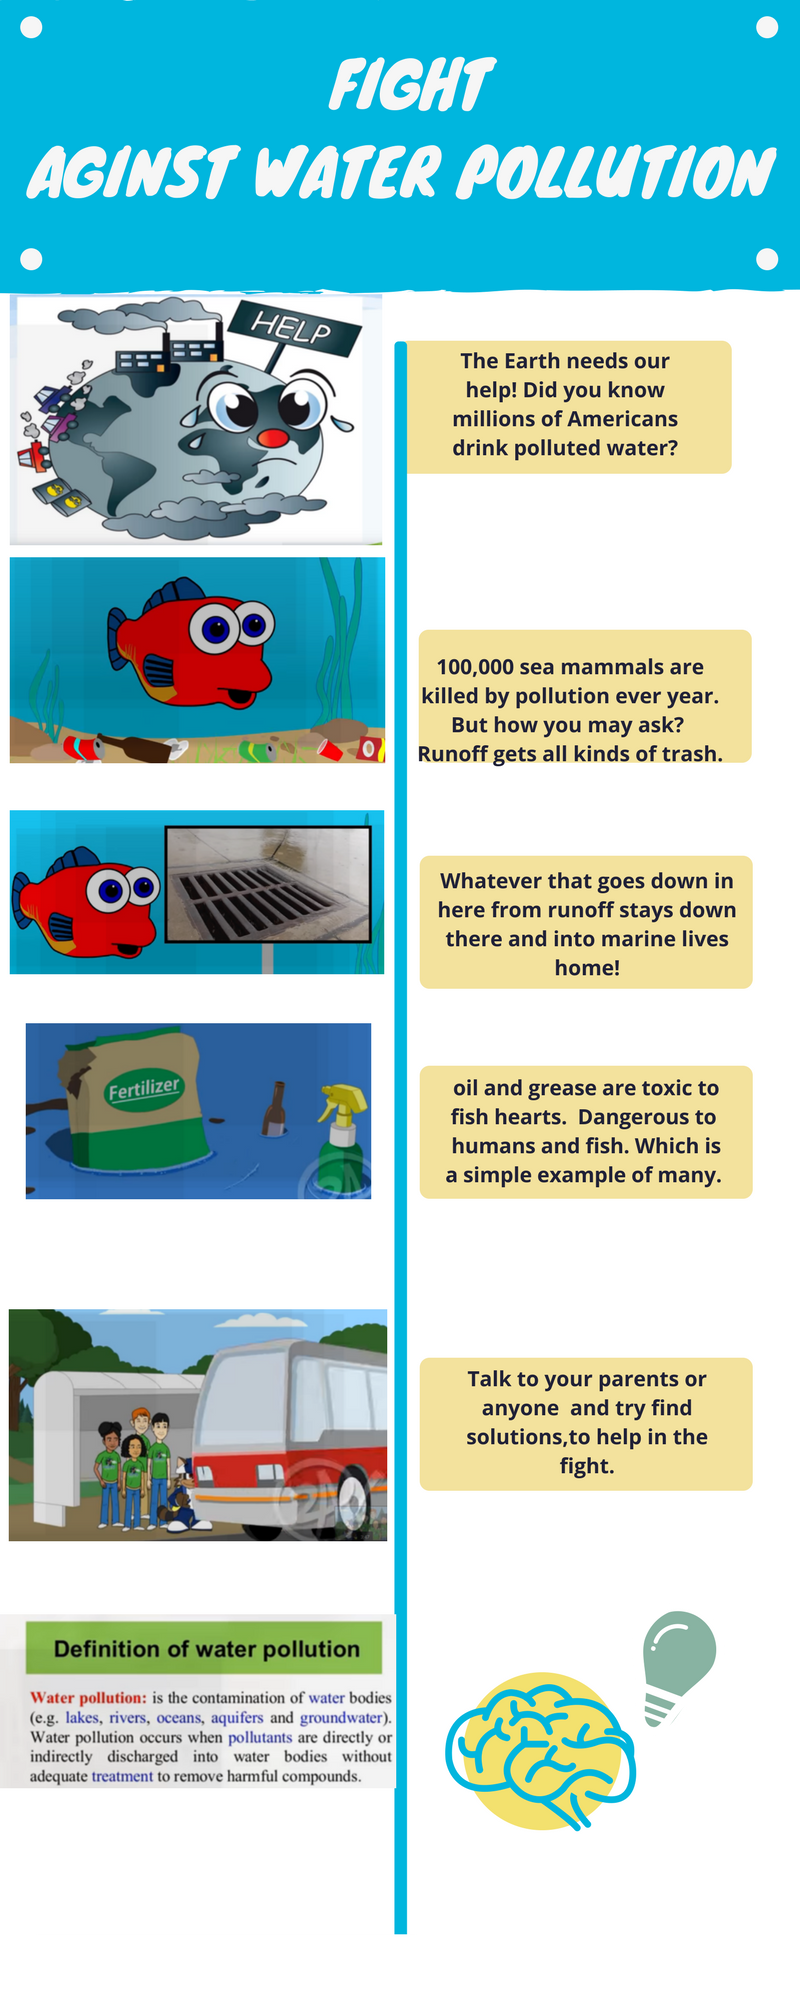 FIGHT
AGINST WATER POLLUTION
HELP
The Earth needs our
help! Did you know
millions of Americans
drink polluted water?
100,000 sea mammals are
killed by pollution ever year.
But how you may ask?
Runoff gets all kinds of trash.
Whatever that goes down in
here from runoff stays down
there and into marine lives
home!
Fertilizer
oil and grease are toxic to
fish hearts. Dangerous to
humans and fish. Which is
a simple example of many.
Talk to your parents or
anyone and try find
solutions,to help in the
fight.
Definition of water pollution
Water pollution: is the contamination of water bodies
(e.g. lakes, rivers, oceans, aquifers and groundwater).
Water pollution occurs when pollutants are directly or
indirectly discharged into water bodies without
adequate treatment to remove harmful compounds.